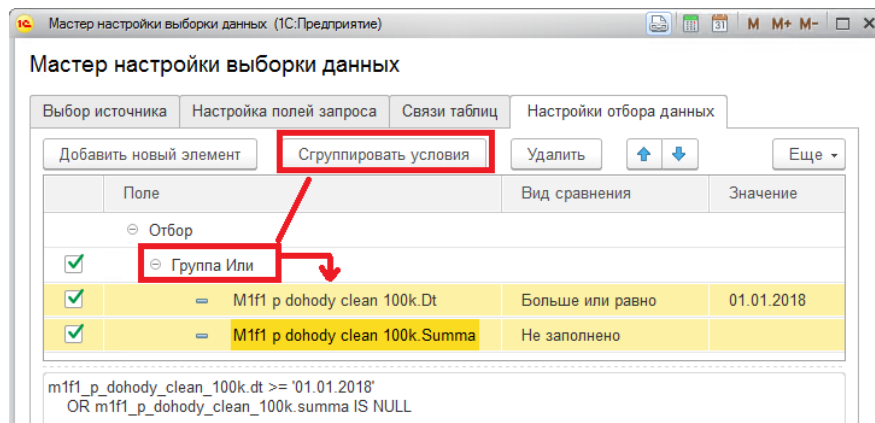 1С Мастер настройки выборки данных (1С:Предприятие) 31 M M+ M-
Мастер настройки выборки данных
Выбор источника Настройка полей запроса Связи таблиц Настройки отбора данных
Добавить новый элемент Сгруппировать условия Удалить Еще
Поле Вид сравнения Значение
Отбор
Группа Или
M1f1 p dohody clean 100k.Dt Больше или равно 01.01.2018
M1f1 p dohody clean 100k.Summa Не заполнено
m1f1_p_dohody_clean_100k.dt >= '01.01.2018'
OR m1f1_p_dohody_clean_100k.summa IS NULL